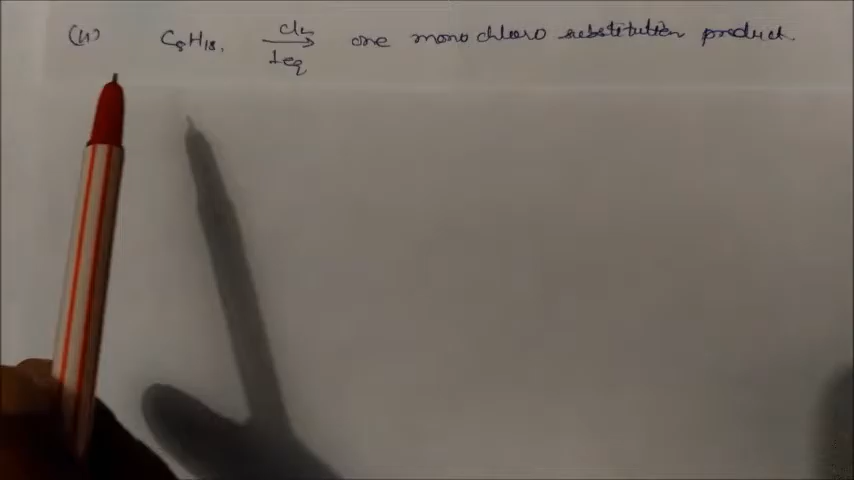 (ii) C₈H₁₈, Cl₂ 1eq → one mono chloro substitution product.